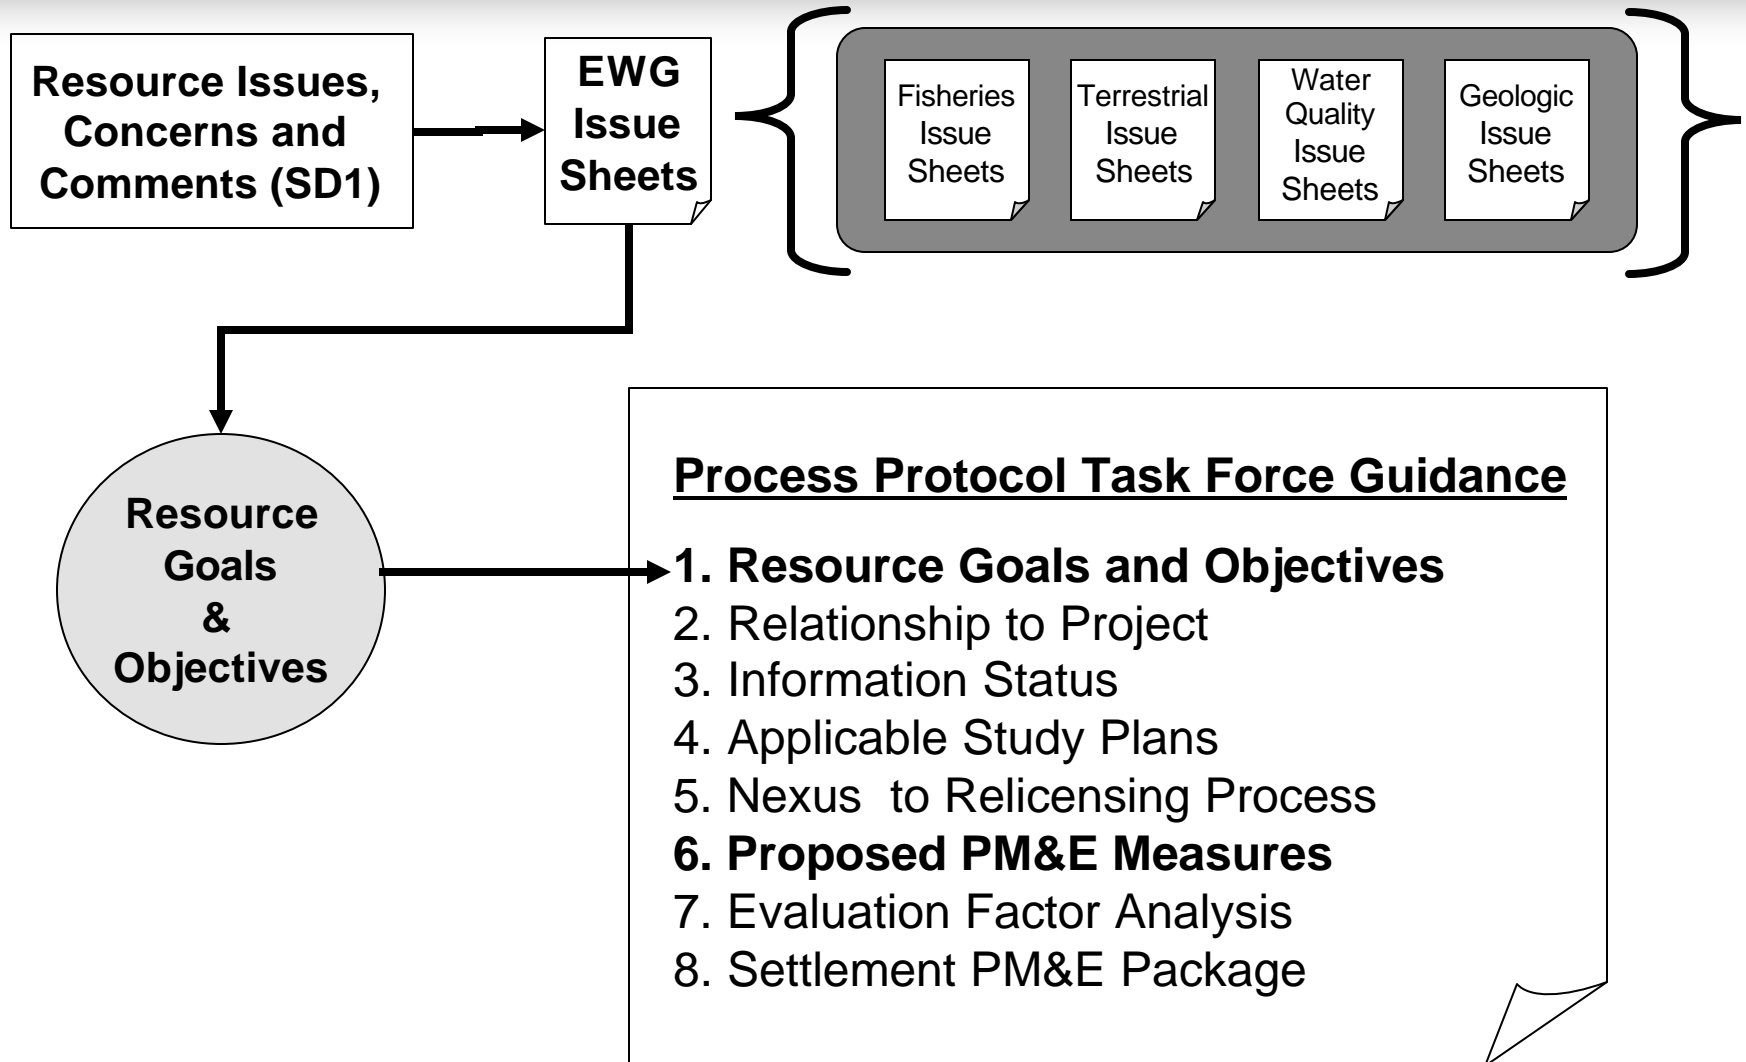 Resource Issues,
Concerns and
Comments (SD1)
EWG
Issue
Sheets
Fisheries
Issue
Sheets
Terrestrial
Issue
Sheets
Water
Quality
Issue
Sheets
Geologic
Issue
Sheets
Resource
Goals
&
Objectives
Process Protocol Task Force Guidance
1. Resource Goals and Objectives
2. Relationship to Project
3. Information Status
4. Applicable Study Plans
5. Nexus to Relicensing Process
6. Proposed PM&E Measures
7. Evaluation Factor Analysis
8. Settlement PM&E Package